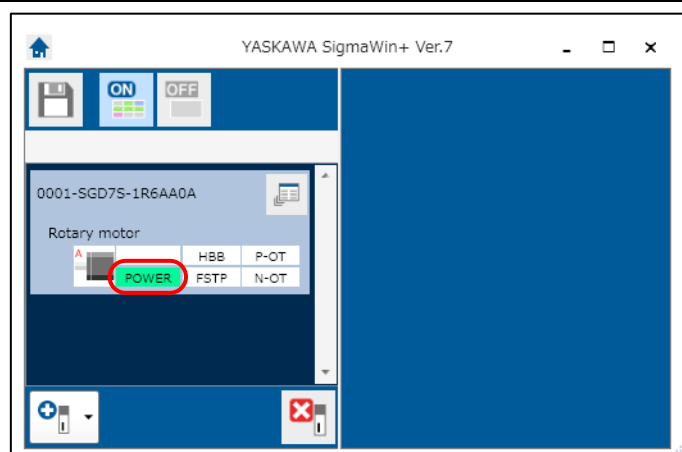 YASKAWA SigmaWin+ Ver.7
ON OFF
0001-SGD7S-1R6AA0A
Rotary motor
A HBB P-OT
POWER FSTP N-OT